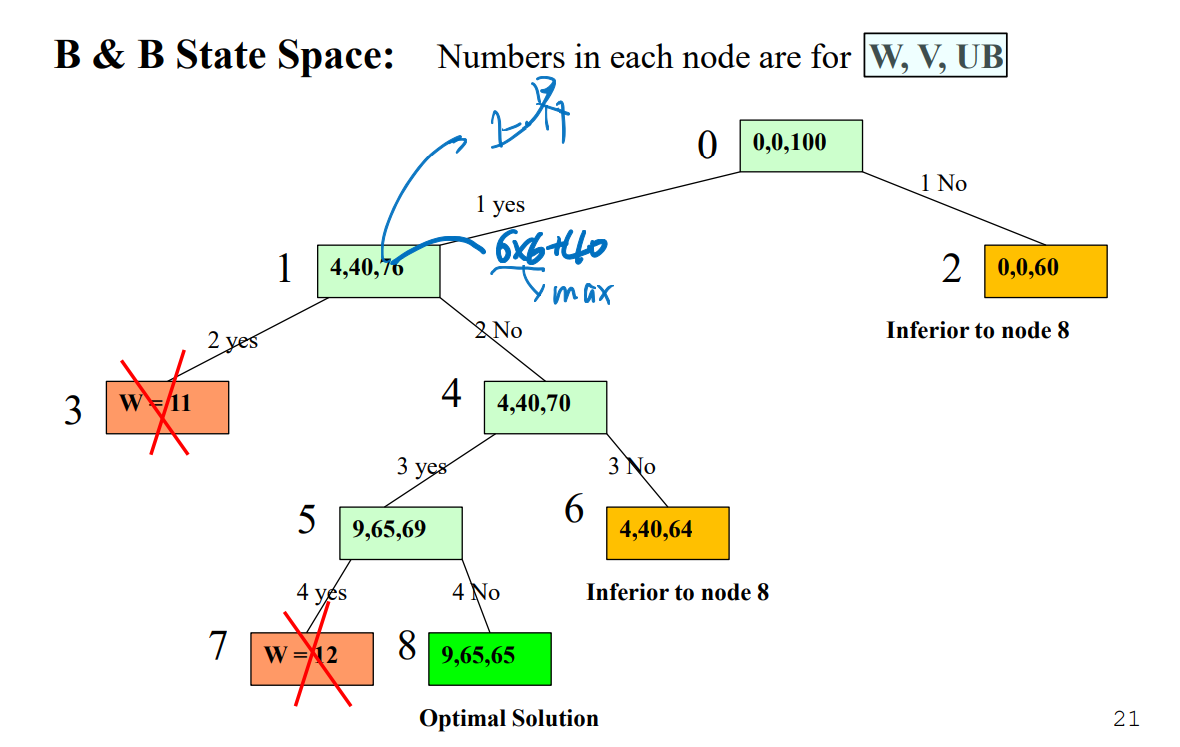 B & B State Space: Numbers in each node are for W, V, UB
0 0,0,100
1 yes
1 No
1 4,40,76
6x6+40
max
2 0,0,60
Inferior to node 8
2 yes
2 No
3 W = 11
4 4,40,70
3 yes
3 No
5 9,65,69
6 4,40,64
Inferior to node 8
4 yes
4 No
7 W = 12
8 9,65,65
Optimal Solution
21